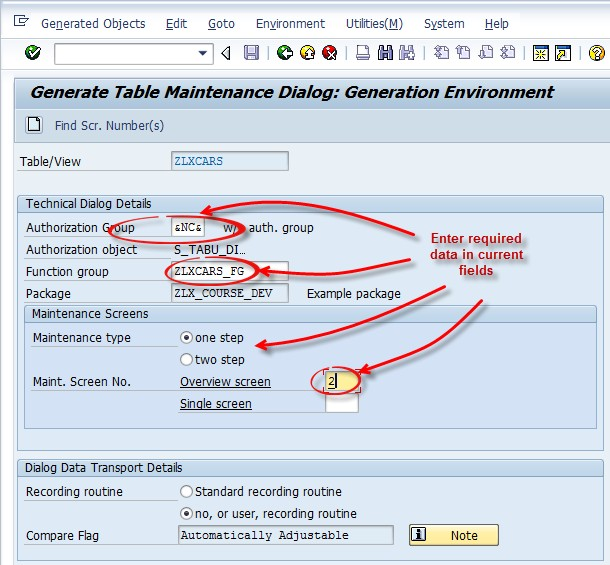 Generated Objects Edit Goto Environment Utilities(M) System Help
Generate Table Maintenance Dialog: Generation Environment
Find Scr. Number(s)
Table/View ZLXCARS
Technical Dialog Details
Authorization Group &NC& w/ auth. group
Authorization object S_TABU_DI...
Function group ZLXCARS_FG
Package ZLX_COURSE_DEV Example package
Enter required
data in current
fields
Maintenance Screens
Maintenance type one step
two step
Maint. Screen No. Overview screen 2
Single screen
Dialog Data Transport Details
Recording routine Standard recording routine
no, or user, recording routine
Compare Flag Automatically Adjustable Note